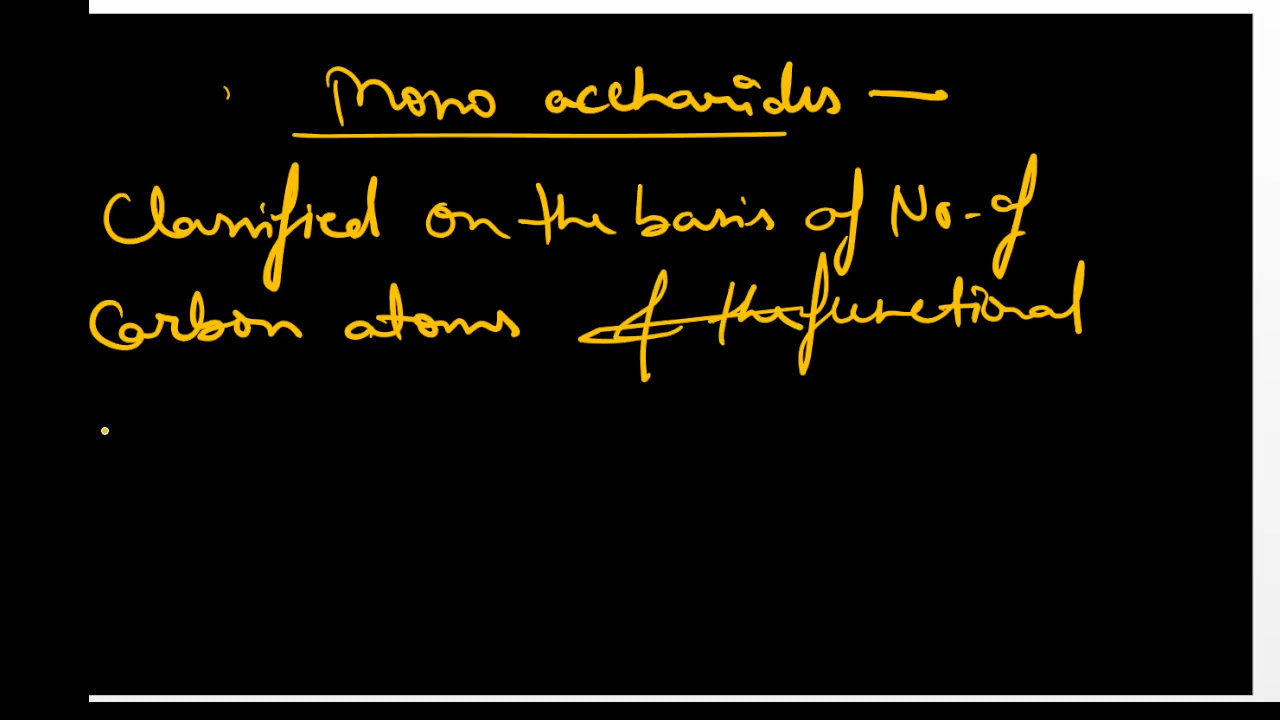 Mono accharides —
Classified on the basis of No. of
Carbon atoms & the functional